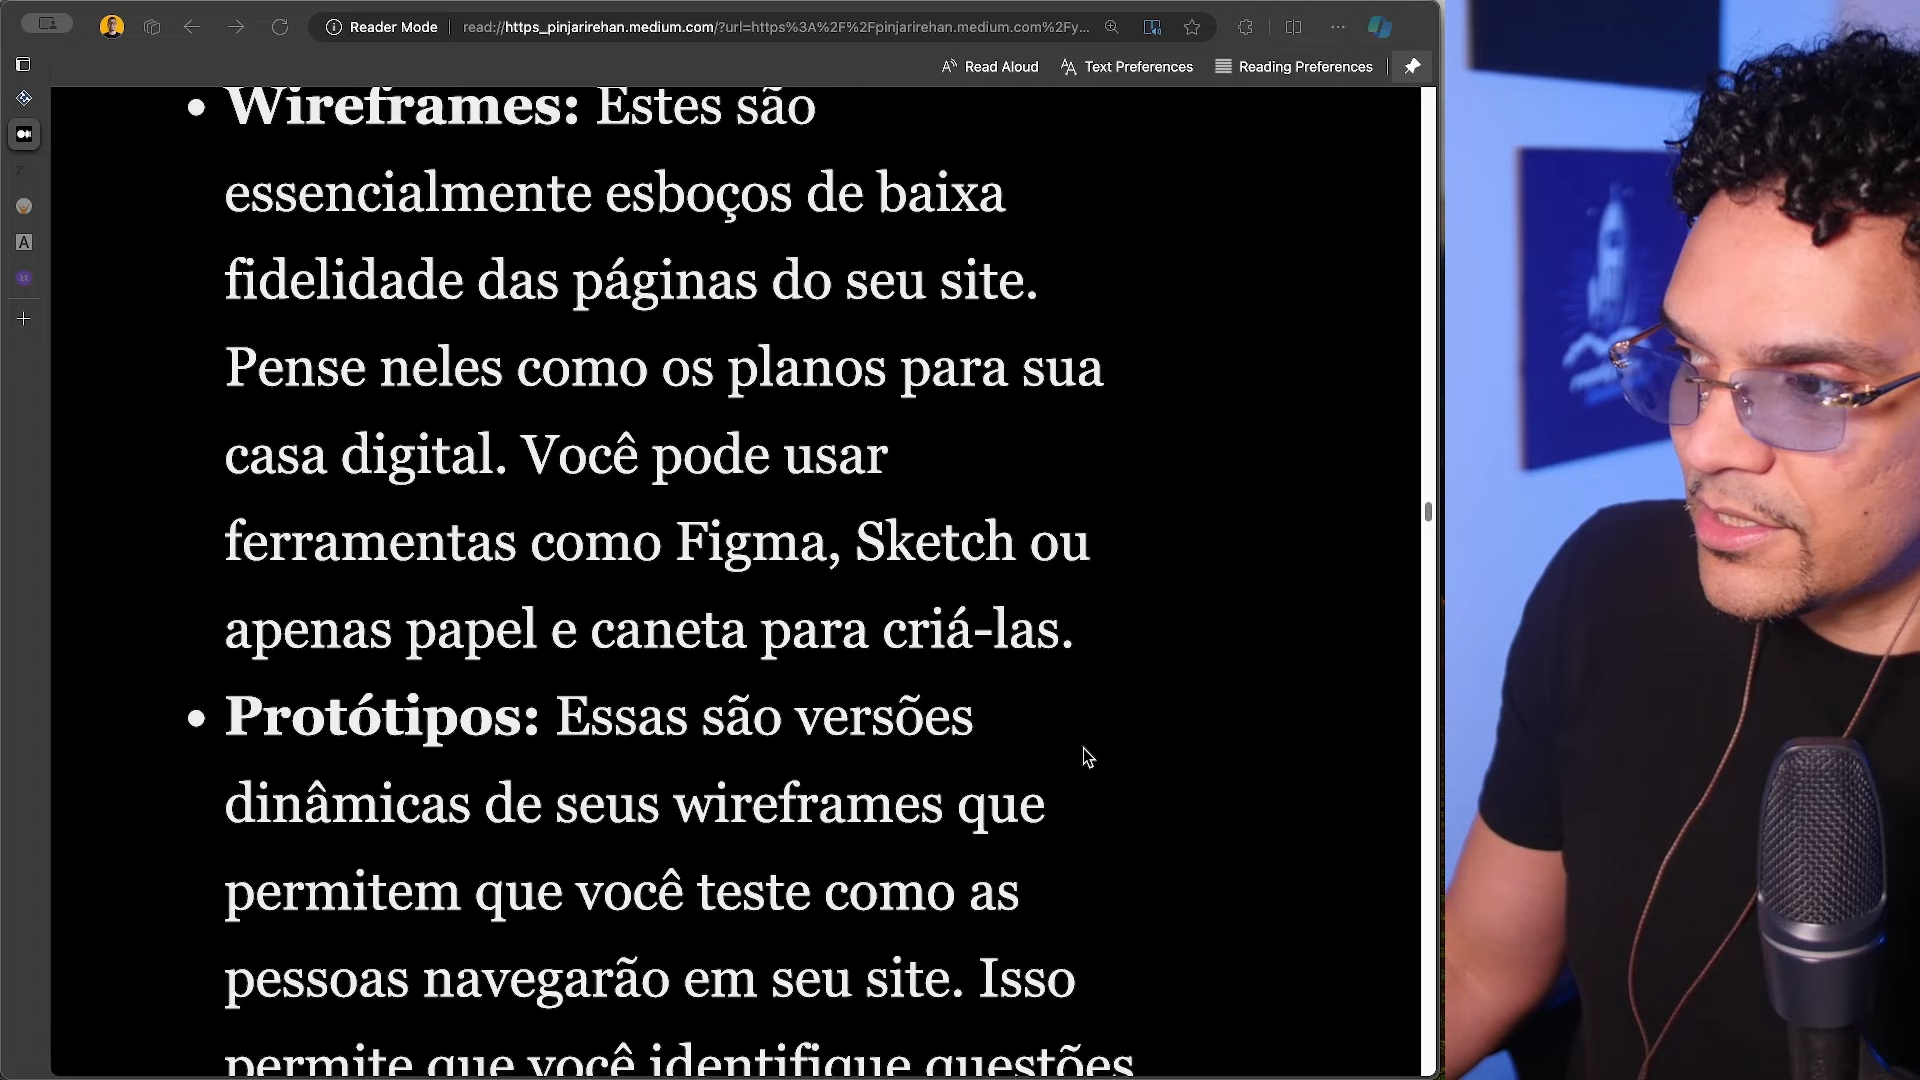 Reader Mode
read://https_pinjarirehan.medium.com/?url=https%3A%2F%2Fpinjarirehan.medium.com%2Fy...
Read Aloud
Text Preferences
Reading Preferences
• Wireframes: Estes são
essencialmente esboços de baixa
fidelidade das páginas do seu site.
Pense neles como os planos para sua
casa digital. Você pode usar
ferramentas como Figma, Sketch ou
apenas papel e caneta para criá-las.
• Protótipos: Essas são versões
dinâmicas de seus wireframes que
permitem que você teste como as
pessoas navegarão em seu site. Isso
permite que você identifique questões